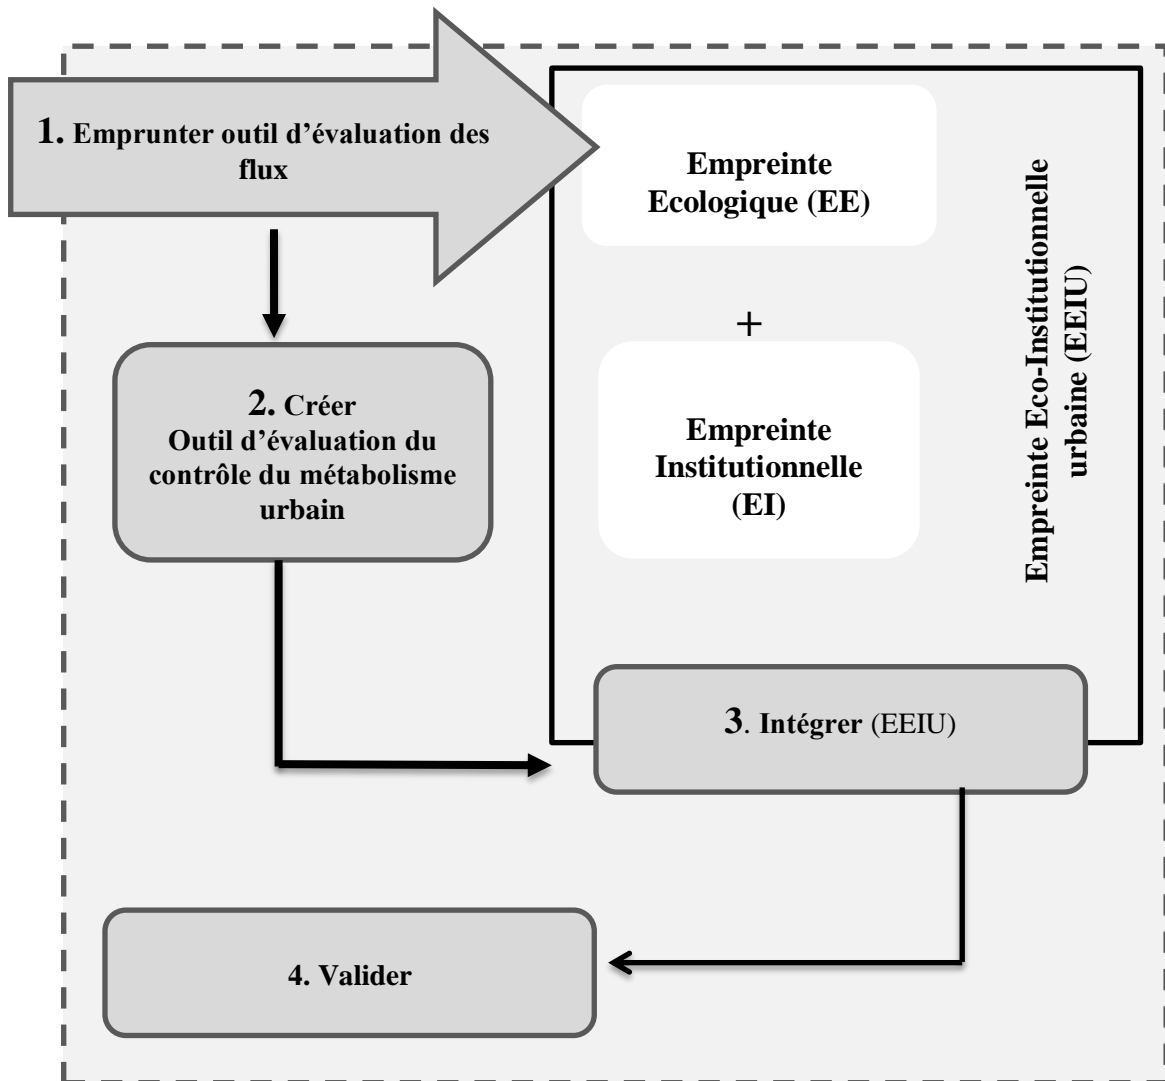 1. Emprunter outil d’évaluation des
flux
Empreinte
Ecologique (EE)
+
Empreinte
Institutionnelle
(EI)
Empreinte Eco-Institutionnelle
urbaine (EEIU)
2. Créer
Outil d’évaluation du
contrôle du métabolisme
urbain
3. Intégrer (EEIU)
4. Valider